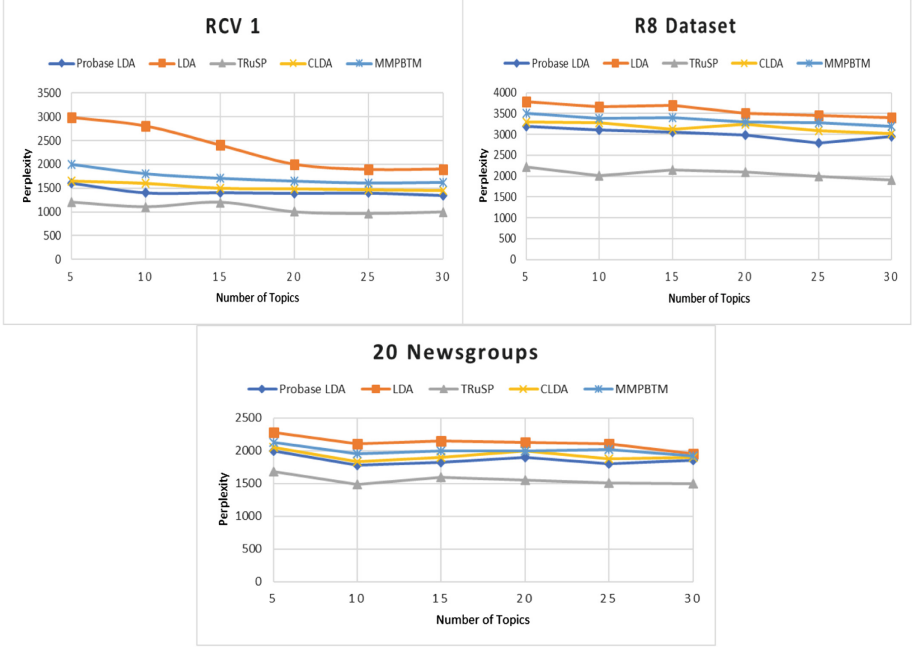 RCV 1
Probase LDA LDA TRuSP CLDA MMPBTM
3500
3000
2500
2000
1500
1000
500
0
Perplexity
5 10 15 20 25 30
Number of Topics
R8 Dataset
Probase LDA LDA TRuSP CLDA MMPBTM
4000
3500
3000
2500
2000
1500
1000
500
0
Perplexity
5 10 15 20 25 30
Number of Topics
20 Newsgroups
Probase LDA LDA TRuSP CLDA MMPBTM
2500
2000
1500
1000
500
0
Perplexity
5 10 15 20 25 30
Number of Topics